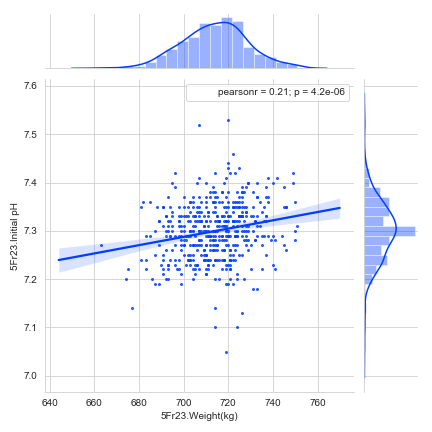 pearsonr = 0.21; p = 4.2e-06
7.6
7.5
7.4
7.3
7.2
7.1
7.0
5Fr23.Initial pH
640 660 680 700 720 740 760
5Fr23.Weight(kg)